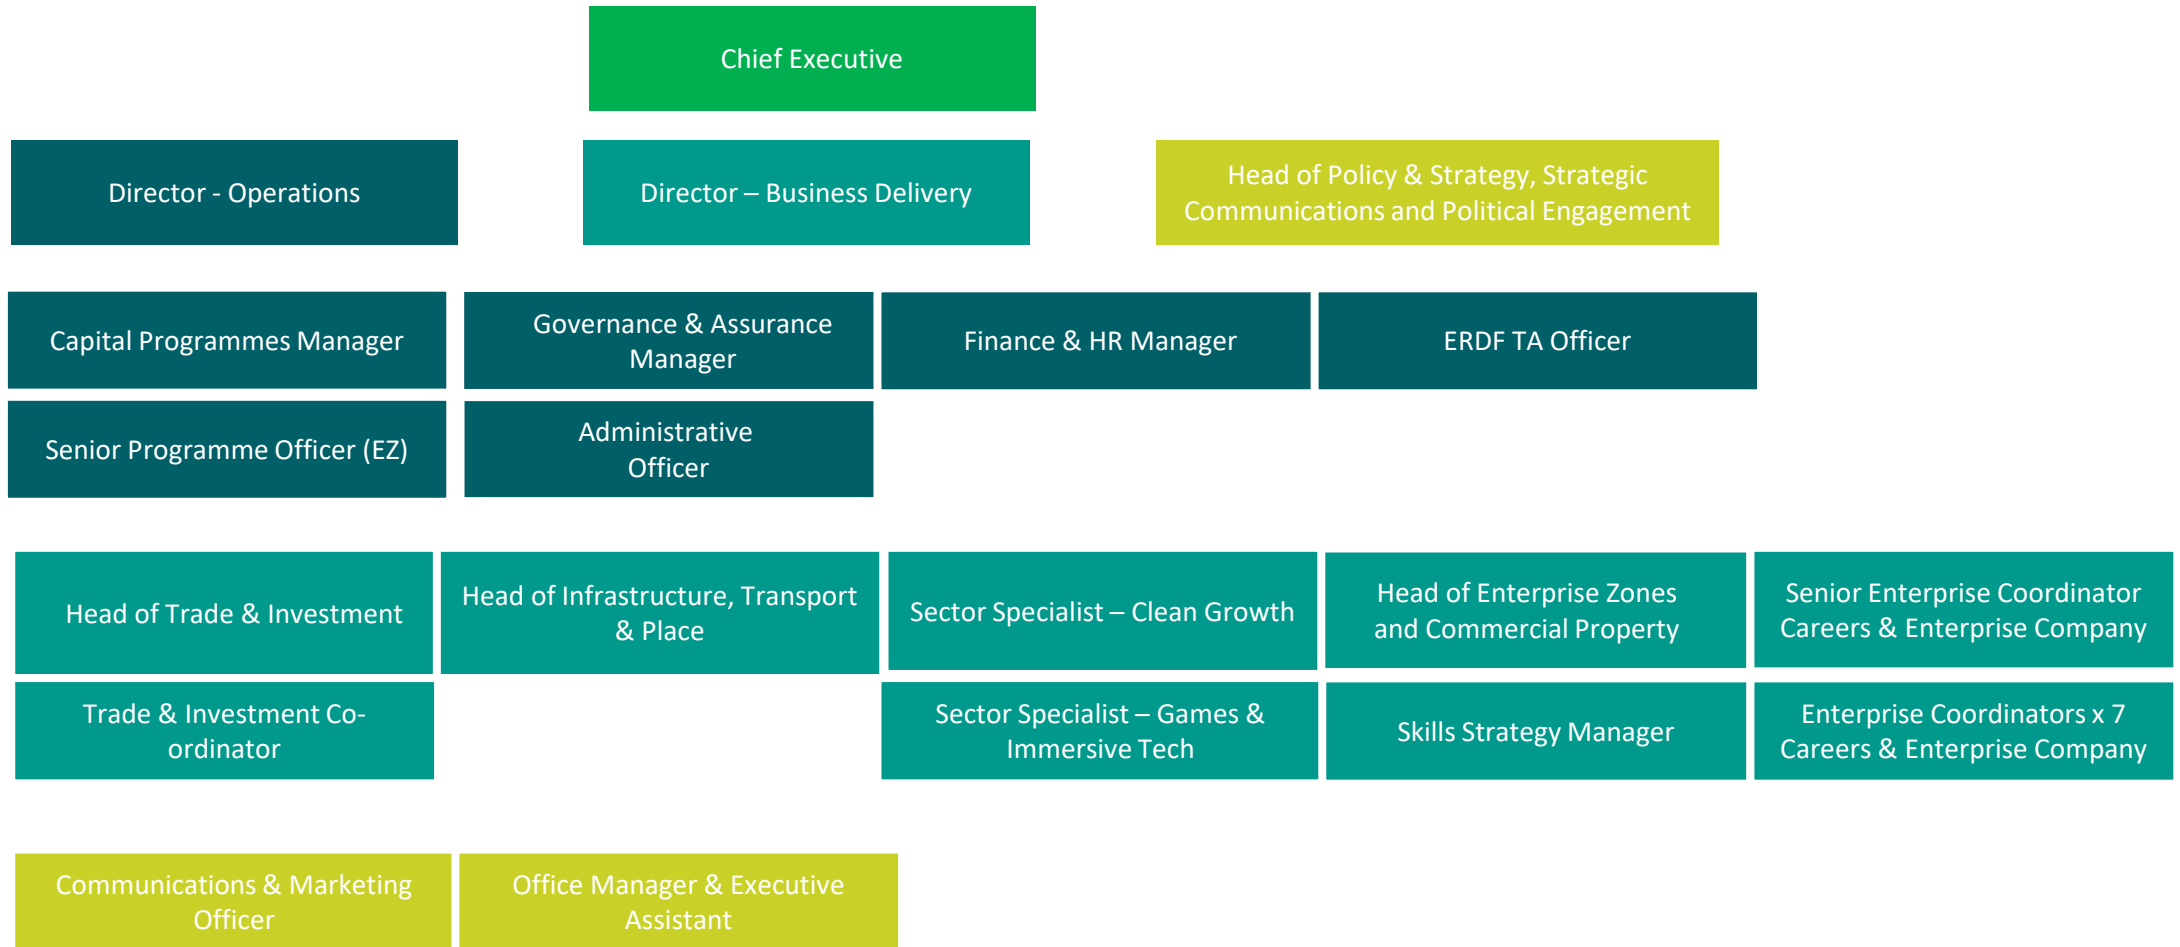 Chief Executive
Director - Operations
Director – Business Delivery
Head of Policy & Strategy, Strategic
Communications and Political Engagement
Capital Programmes Manager
Governance & Assurance
Manager
Finance & HR Manager
ERDF TA Officer
Senior Programme Officer (EZ)
Administrative
Officer
Head of Trade & Investment
Head of Infrastructure, Transport
& Place
Sector Specialist – Clean Growth
Head of Enterprise Zones
and Commercial Property
Senior Enterprise Coordinator
Careers & Enterprise Company
Trade & Investment Co-
ordinator
Sector Specialist – Games &
Immersive Tech
Skills Strategy Manager
Enterprise Coordinators x 7
Careers & Enterprise Company
Communications & Marketing
Officer
Office Manager & Executive
Assistant